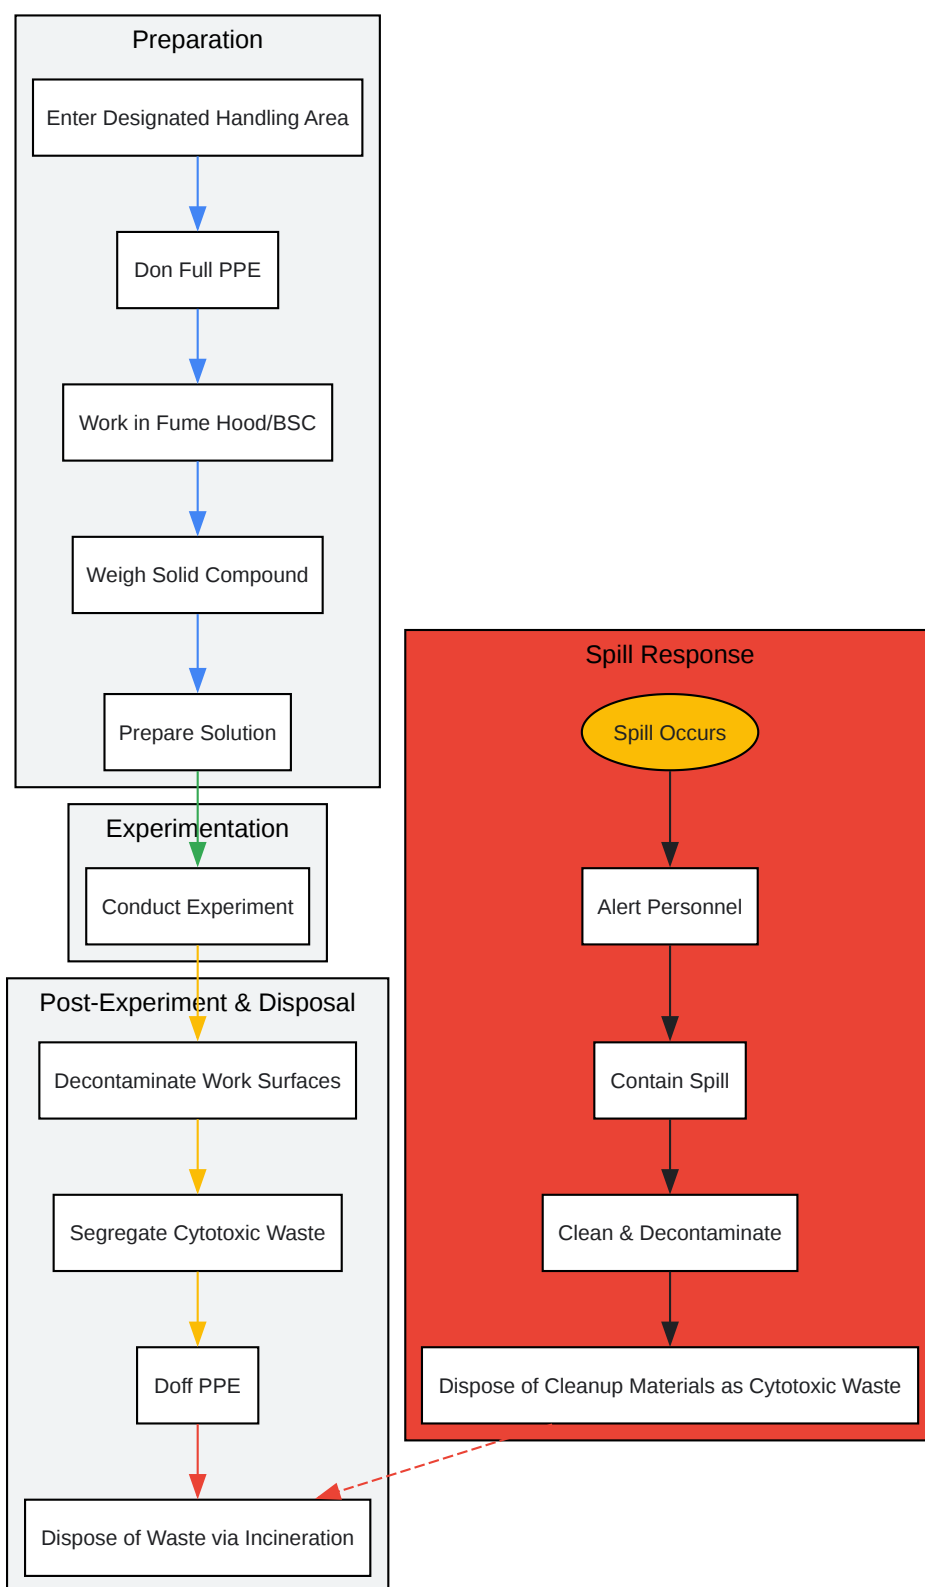 Preparation
Enter Designated Handling Area
Don Full PPE
Work in Fume Hood/BSC
Weigh Solid Compound
Prepare Solution
Experimentation
Conduct Experiment
Post-Experiment & Disposal
Decontaminate Work Surfaces
Segregate Cytotoxic Waste
Doff PPE
Dispose of Waste via Incineration
Spill Response
Spill Occurs
Alert Personnel
Contain Spill
Clean & Decontaminate
Dispose of Cleanup Materials as Cytotoxic Waste